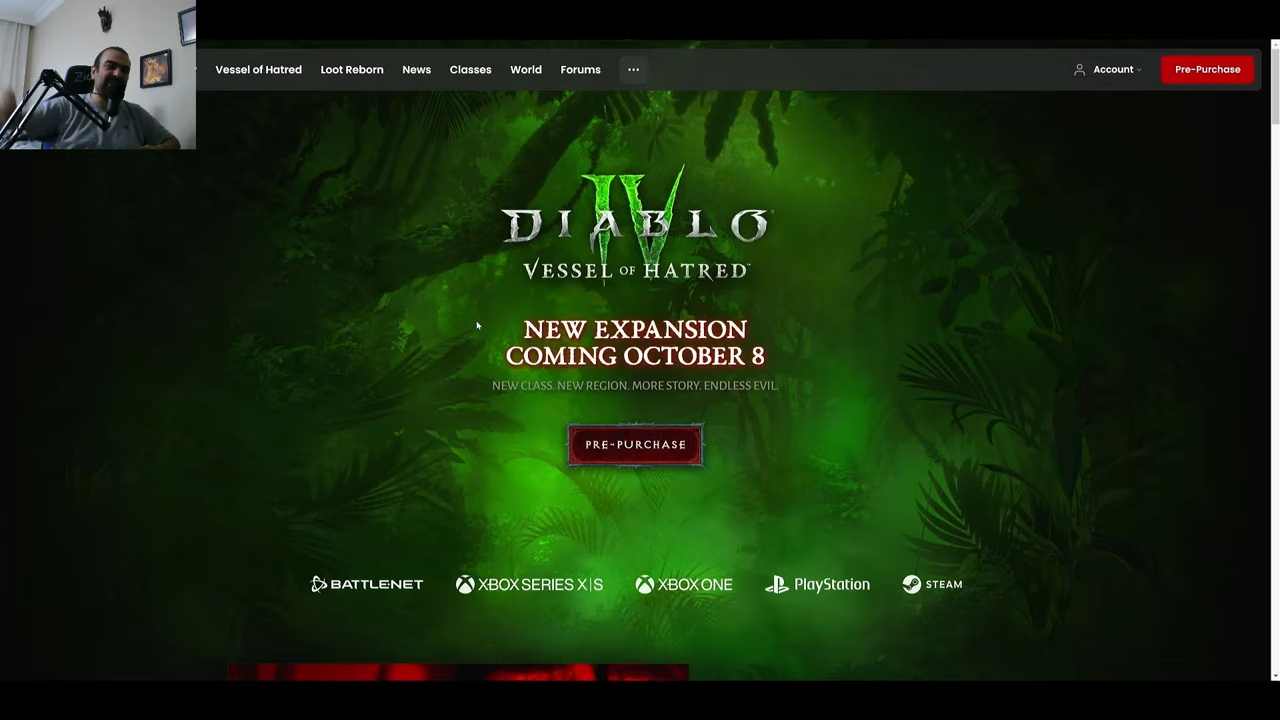 Vessel of Hatred
Loot Reborn
News
Classes
World
Forums
Account
Pre-Purchase
IV
DIABLO
VESSEL OF HATRED
NEW EXPANSION
COMING OCTOBER 8
NEW CLASS. NEW REGION. MORE STORY. ENDLESS EVIL.
PRE-PURCHASE
BATTLE.NET
XBOX SERIES X|S
XBOX ONE
PlayStation
STEAM